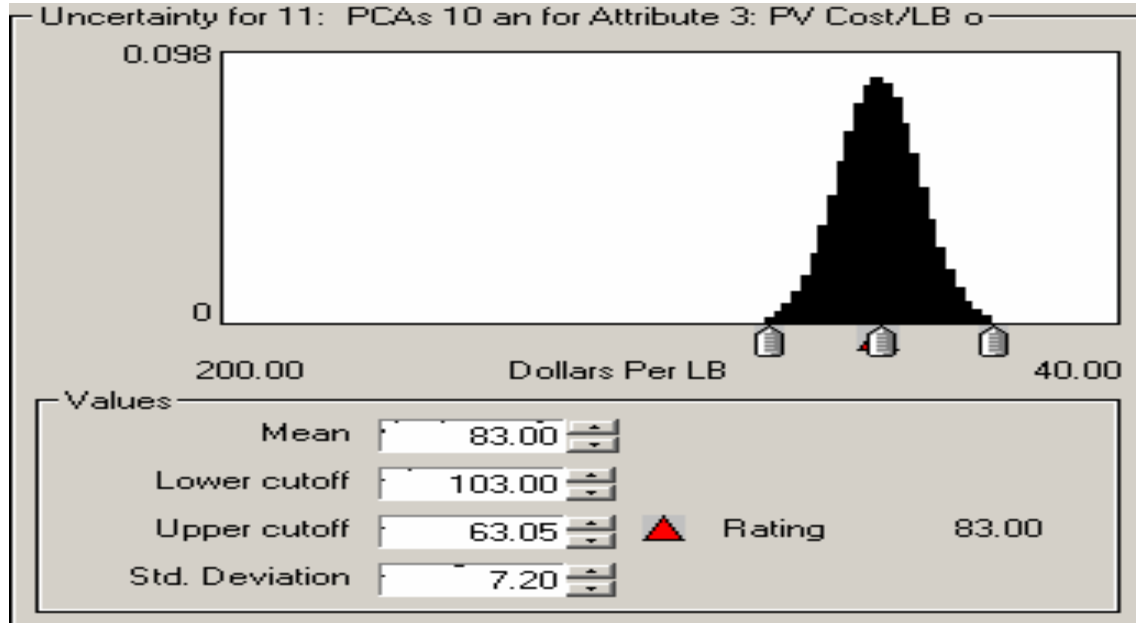 Uncertainty for 11: PCAs 10 an for Attribute 3: PV Cost/LB o
0.098
0
200.00 Dollars Per LB 40.00
Values
Mean 83.00
Lower cutoff 103.00
Upper cutoff 63.05 Rating 83.00
Std. Deviation 7.20